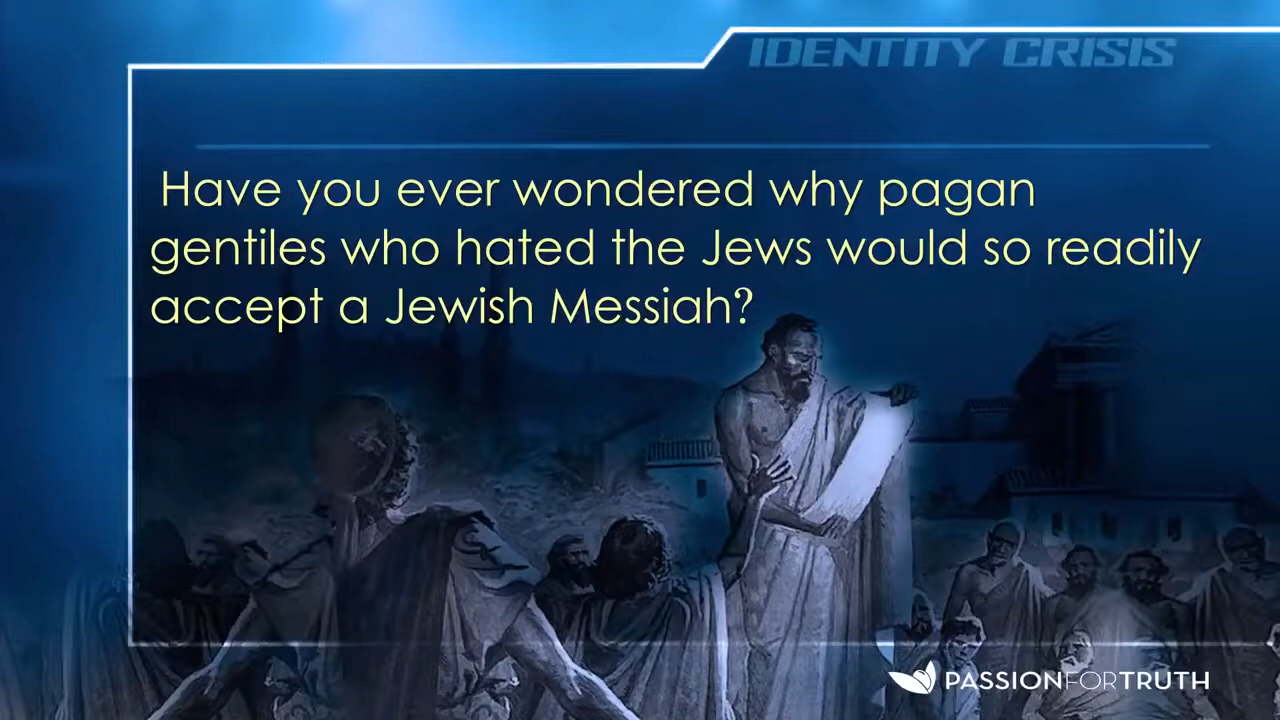 IDENTITY CRISIS
Have you ever wondered why pagan
gentiles who hated the Jews would so readily
accept a Jewish Messiah?
PASSIONFORTRUTH